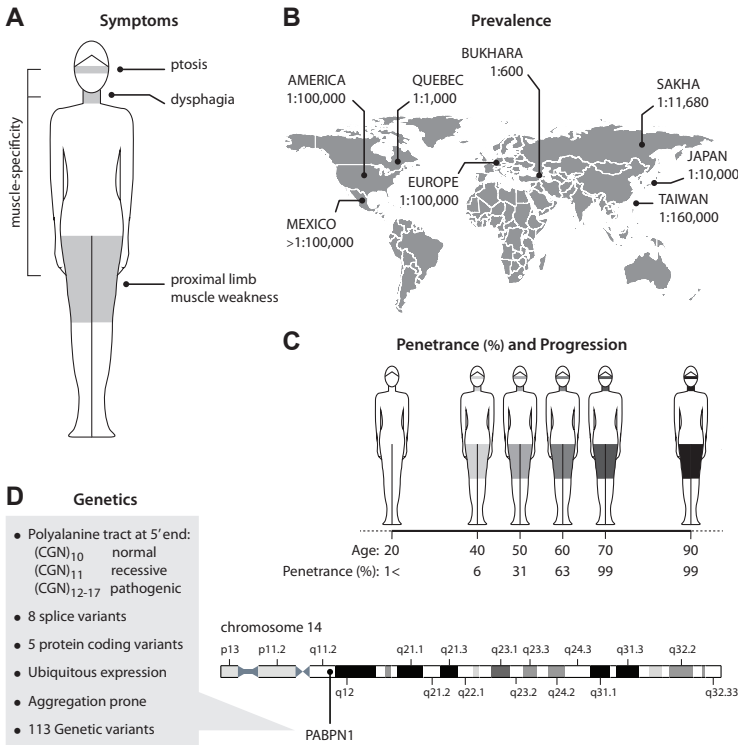 A
Symptoms
ptosis
dysphagia
muscle-specificity
proximal limb
muscle weakness
B
Prevalence
BUKHARA
1:600
AMERICA
1:100,000
QUEBEC
1:1,000
SAKHA
1:11,680
JAPAN
1:10,000
EUROPE
1:100,000
TAIWAN
1:160,000
MEXICO
>1:100,000
C
Penetrance (%) and Progression
Age: 20 40 50 60 70 90
Penetrance (%): 1< 6 31 63 99 99
D
Genetics
• Polyalanine tract at 5' end:
(CGN)10 normal
(CGN)11 recessive
(CGN)12-17 pathogenic
• 8 splice variants
• 5 protein coding variants
• Ubiquitous expression
• Aggregation prone
• 113 Genetic variants
chromosome 14
p13 p11.2 q11.2 q21.1 q21.3 q23.1 q23.3 q24.3 q31.3 q32.2
q12 q21.2 q22.1 q23.2 q24.2 q31.1 q32.33
PABPN1